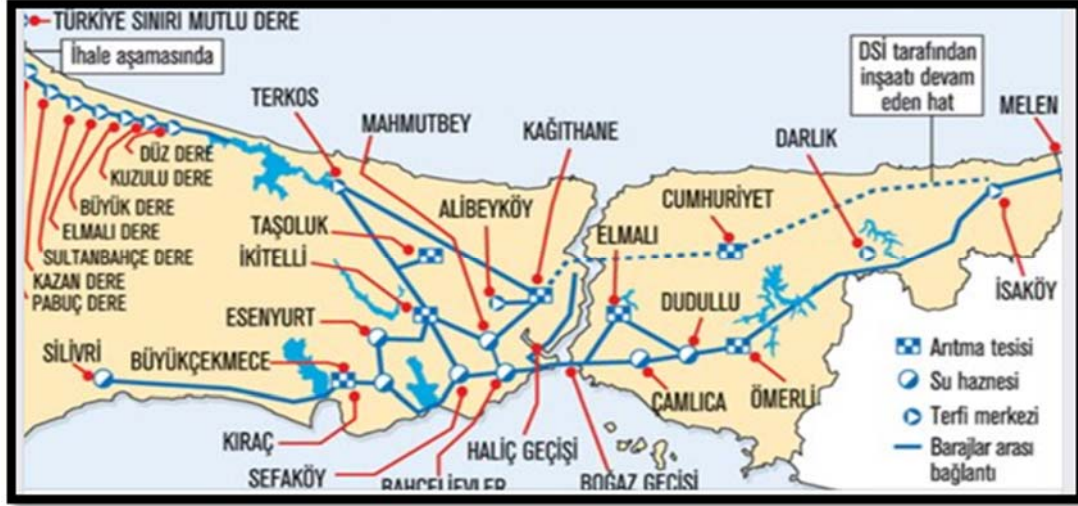 TÜRKİYE SINIRI MUTLU DERE
İhale aşamasında
DSİ tarafından
inşaatı devam
eden hat
MELEN
TERKOS
MAHMUTBEY
KAĞITHANE
DARLIK
DÜZ DERE
KUZULU DERE
BÜYÜK DERE
ELMALI DERE
SULTANBAHÇE DERE
KAZAN DERE
PABUÇ DERE
TAŞOLUK
ALİBEYKÖY
CUMHURİYET
ELMALI
İKİTELLİ
İSAKÖY
ESENYURT
DUDULLU
SİLİVRİ
BÜYÜKÇEKMECE
KIRAÇ
SEFAKÖY
BAHÇELİEVLER
HALİÇ GEÇİŞİ
BOĞAZ GEÇİŞİ
ÇAMLICA
ÖMERLİ
Arıtma tesisi
Su haznesi
Terfi merkezi
Barajlar arası
bağlantı